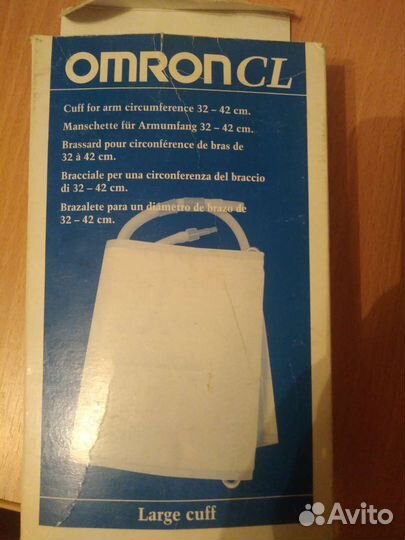 OMRON CL
Cuff for arm circumference 32 – 42 cm.
Manschette für Armumfang 32 – 42 cm.
Brassard pour circonférence de bras de
32 à 42 cm.
Bracciale per una circonferenza del braccio
di 32 – 42 cm.
Brazalete para un diámetro de brazo de
32 – 42 cm.
Large cuff
Avito